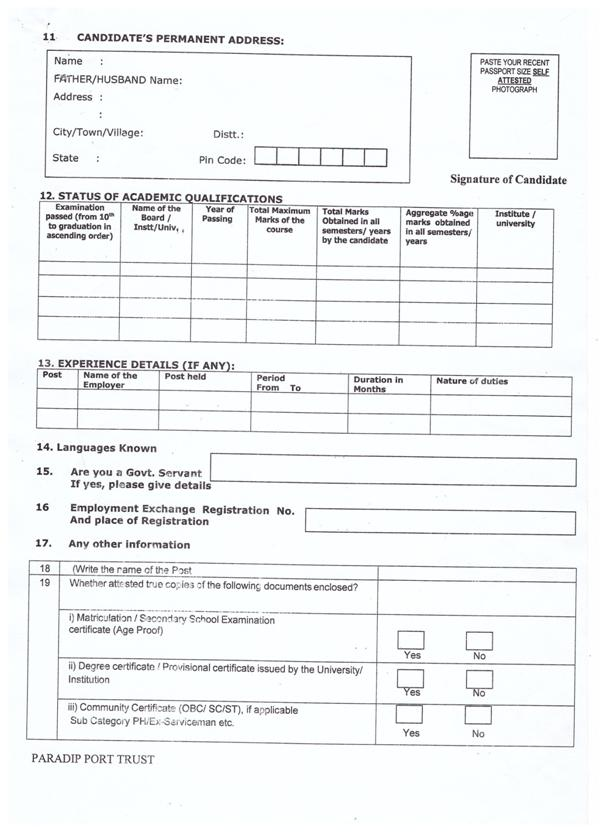 11 CANDIDATE'S PERMANENT ADDRESS:
Name :
FATHER/HUSBAND Name:
Address :
:
City/Town/Village: Distt.:
State : Pin Code:
PASTE YOUR RECENT
PASSPORT SIZE SELF
ATTESTED
PHOTOGRAPH
Signature of Candidate
12. STATUS OF ACADEMIC QUALIFICATIONS
Examination
passed (from 10th
to graduation in
ascending order)
Name of the
Board /
Instt/Univ,
Year of
Passing
Total Maximum
Marks of the
course
Total Marks
Obtained in all
semesters/ years
by the candidate
Aggregate %age
marks obtained
in all semesters/
years
Institute /
university
13. EXPERIENCE DETAILS (IF ANY):
Post
Name of the
Employer
Post held
Period
From To
Duration in
Months
Nature of duties
14. Languages Known
15. Are you a Govt. Servant
If yes, please give details
16 Employment Exchange Registration No.
And place of Registration
17. Any other information
18 (Write the name of the Post
19 Whether attested true copies of the following documents enclosed?
i) Matriculation / Secondary School Examination
certificate (Age Proof)
Yes No
ii) Degree certificate / Provisional certificate issued by the University/
Institution
Yes No
iii) Community Certificate (OBC/ SC/ST), if applicable
Sub Category PH/Ex-Serviceman etc.
Yes No
PARADIP PORT TRUST